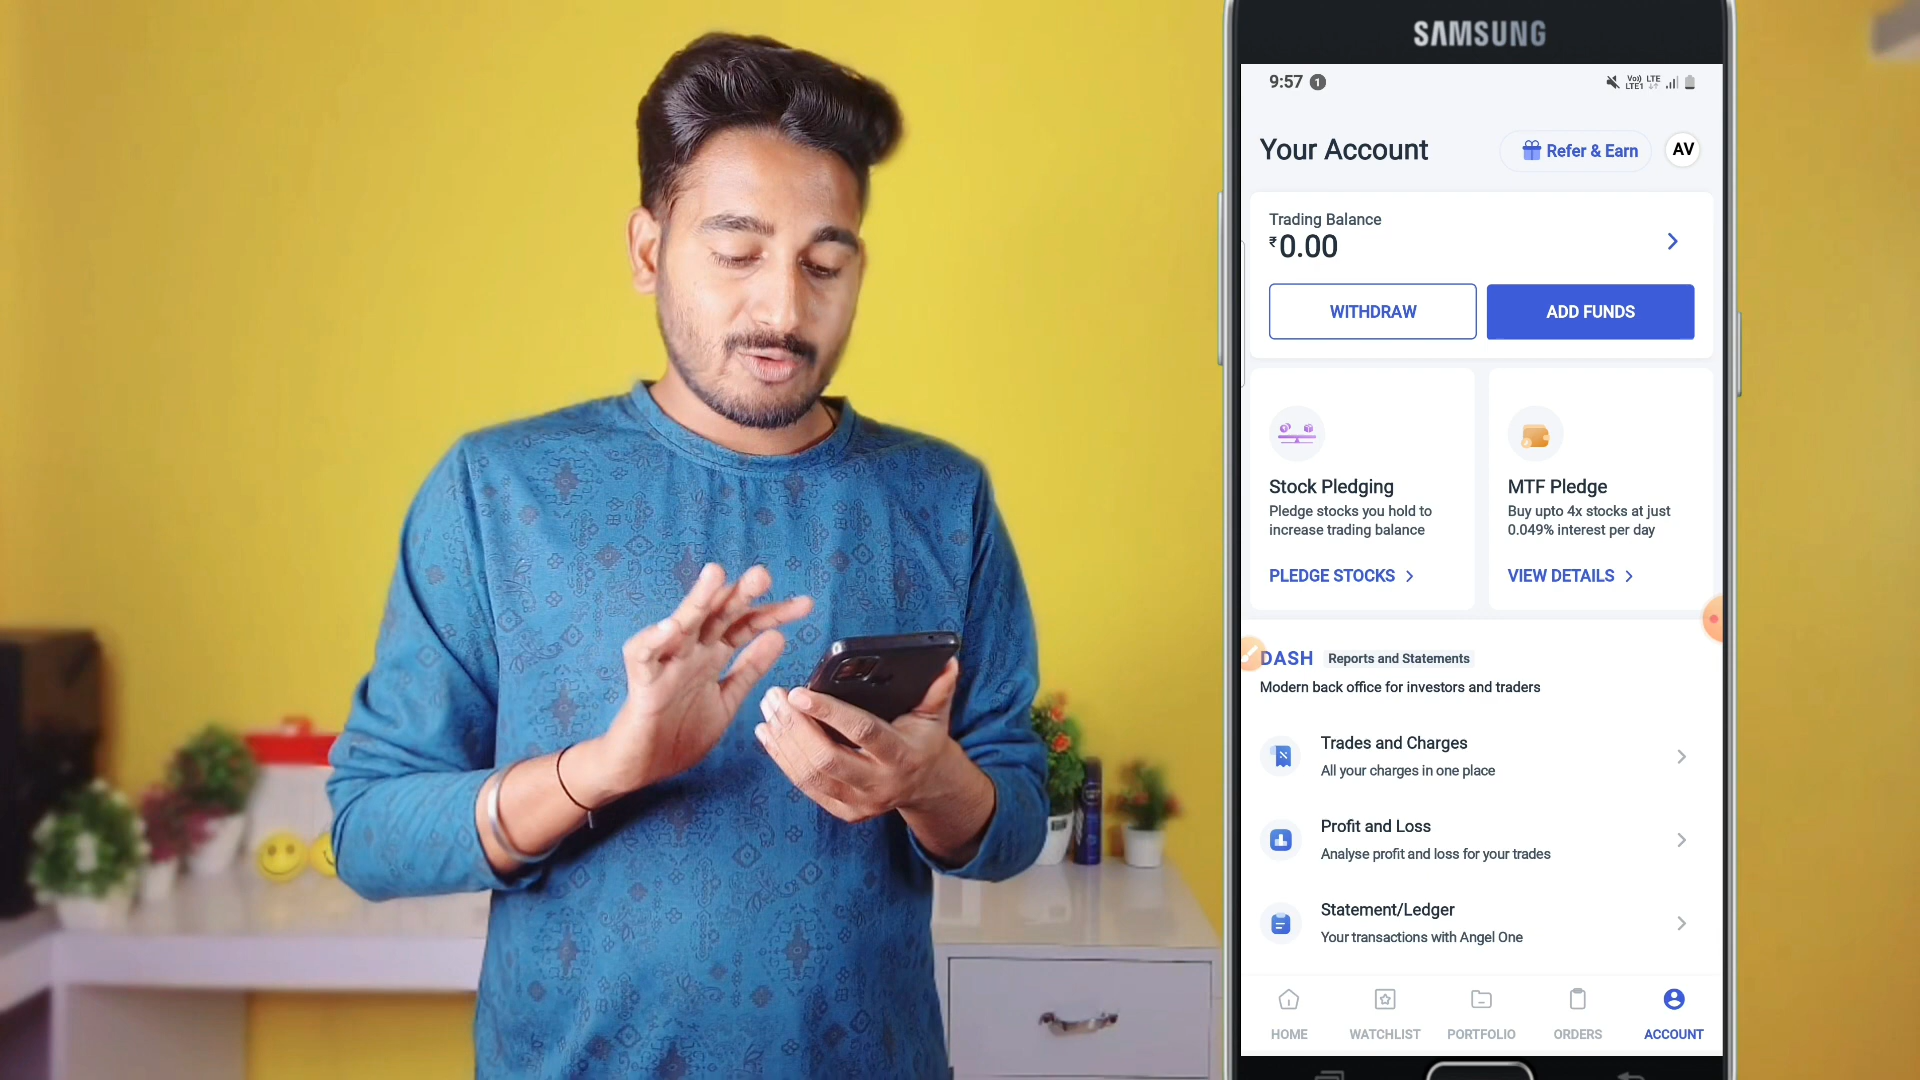 SAMSUNG
9:57 1
Vo)) LTE
LTE1
Your Account
Refer & Earn
AV
Trading Balance
₹0.00
WITHDRAW
ADD FUNDS
Stock Pledging
Pledge stocks you hold to
increase trading balance
PLEDGE STOCKS
MTF Pledge
Buy upto 4x stocks at just
0.049% interest per day
VIEW DETAILS
DASH Reports and Statements
Modern back office for investors and traders
Trades and Charges
All your charges in one place
Profit and Loss
Analyse profit and loss for your trades
Statement/Ledger
Your transactions with Angel One
HOME
WATCHLIST
PORTFOLIO
ORDERS
ACCOUNT